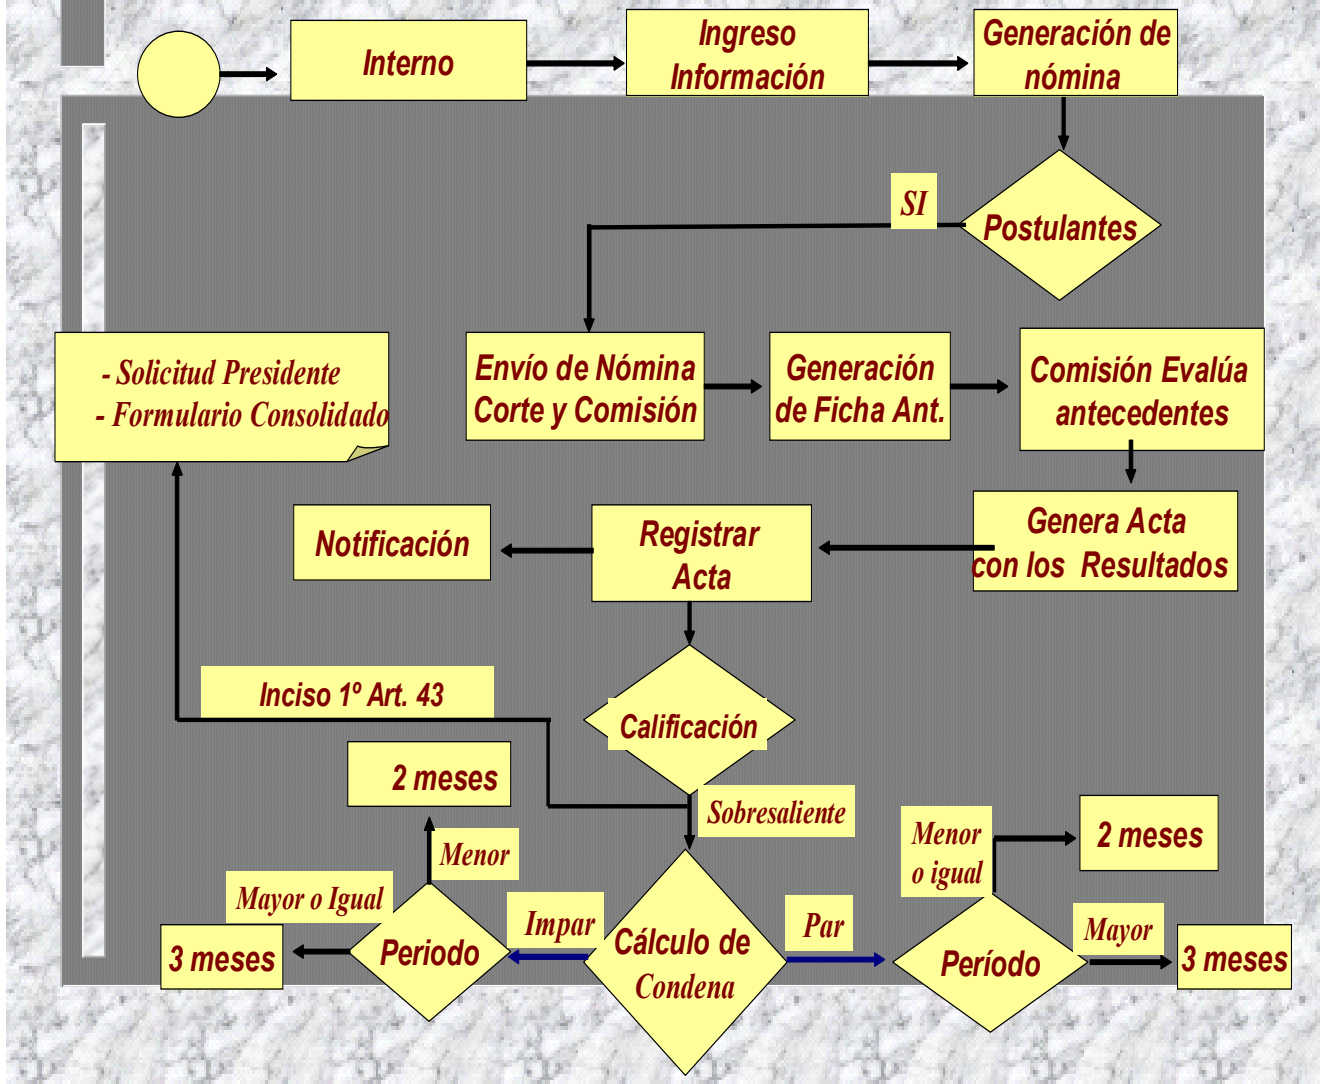 Interno
Ingreso
Información
Generación de
nómina
SI
Postulantes
- Solicitud Presidente
- Formulario Consolidado
Envío de Nómina
Corte y Comisión
Generación
de Ficha Ant.
Comisión Evalúa
antecedentes
Notificación
Registrar
Acta
Genera Acta
con los Resultados
Inciso 1º Art. 43
Calificación
2 meses
Sobresaliente
Menor
Menor
o igual
2 meses
Mayor o Igual
Impar
Par
Mayor
3 meses
Periodo
Cálculo de
Condena
Período
3 meses